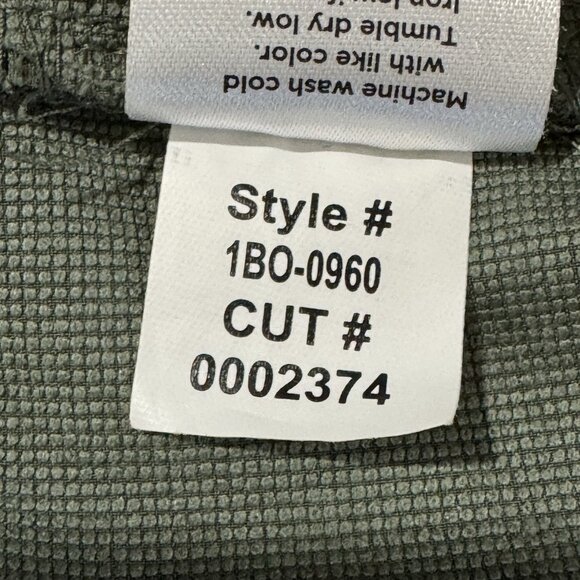 Machine wash cold
with like color.
Tumble dry low.
Style #
1BO-0960
CUT #
0002374